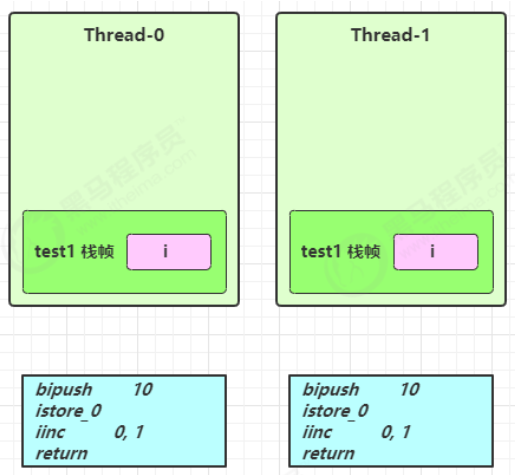 Thread-0
Thread-1
test1 栈帧
i
test1 栈帧
i
bipush 10
istore_0
iinc 0, 1
return
bipush 10
istore_0
iinc 0, 1
return
黑马程序员
www.itheima.com
黑马程序员